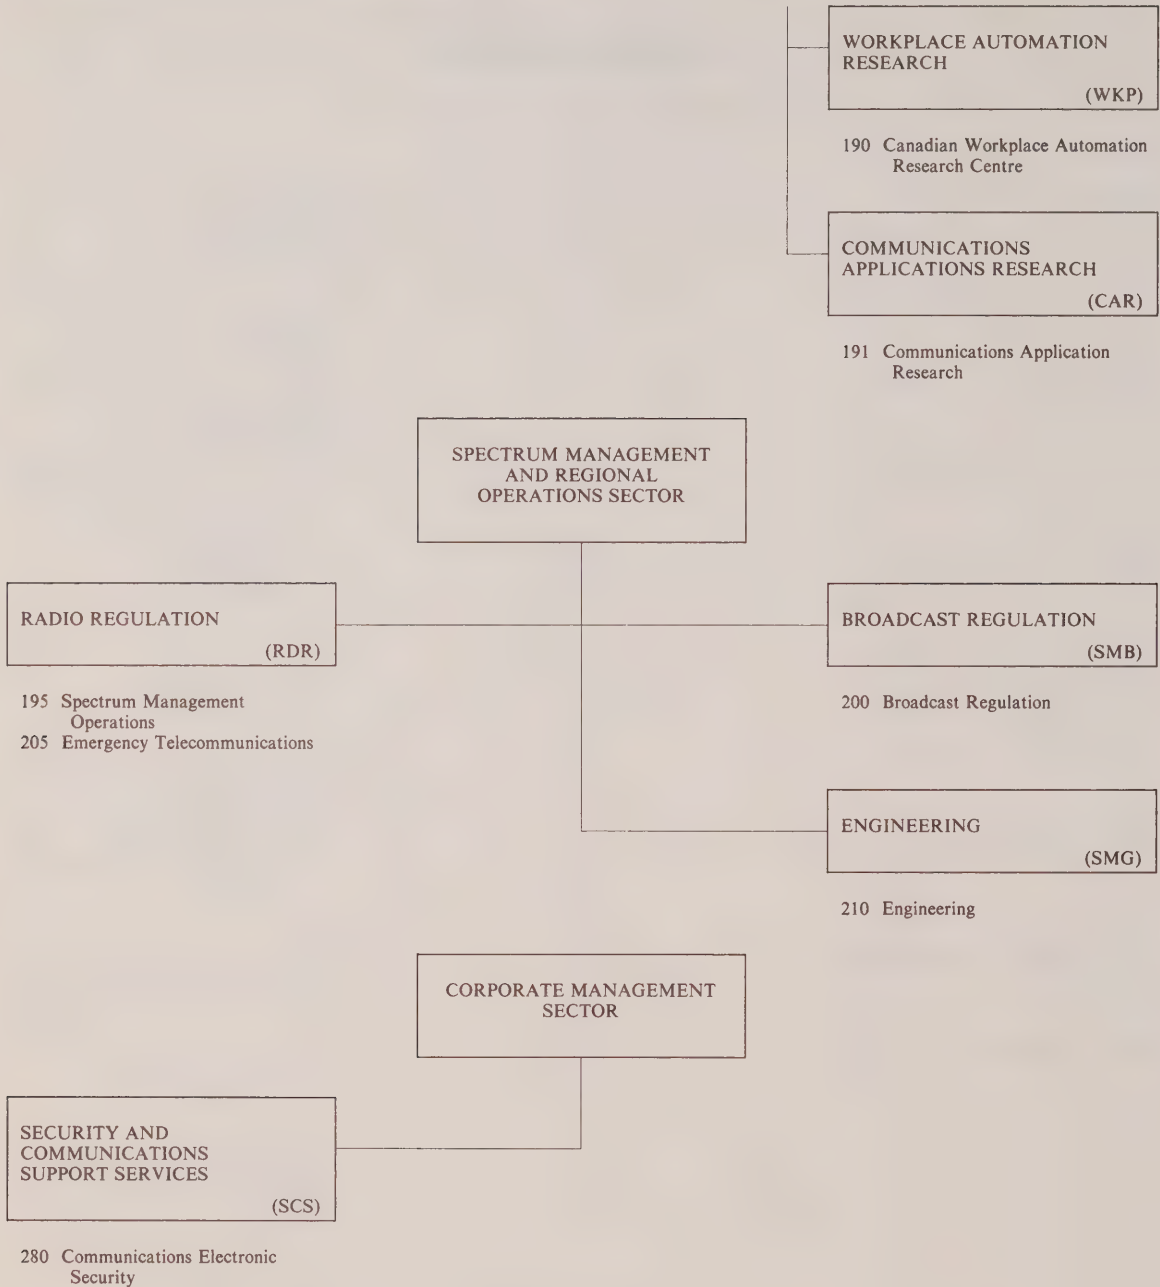 WORKPLACE AUTOMATION
RESEARCH
(WKP)
190 Canadian Workplace Automation
Research Centre
COMMUNICATIONS
APPLICATIONS RESEARCH
(CAR)
191 Communications Application
Research
SPECTRUM MANAGEMENT
AND REGIONAL
OPERATIONS SECTOR
RADIO REGULATION
(RDR)
195 Spectrum Management
Operations
205 Emergency Telecommunications
BROADCAST REGULATION
(SMB)
200 Broadcast Regulation
ENGINEERING
(SMG)
210 Engineering
CORPORATE MANAGEMENT
SECTOR
SECURITY AND
COMMUNICATIONS
SUPPORT SERVICES
(SCS)
280 Communications Electronic
Security